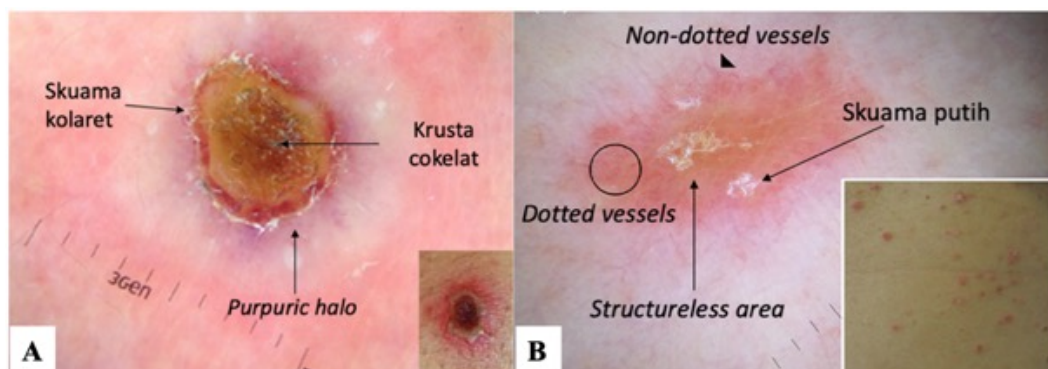 Skuama
kolaret
Krusta
cokelat
3Gen
Purpuric halo
A
Non-dotted vessels
Skuama putih
Dotted vessels
Structureless area
B